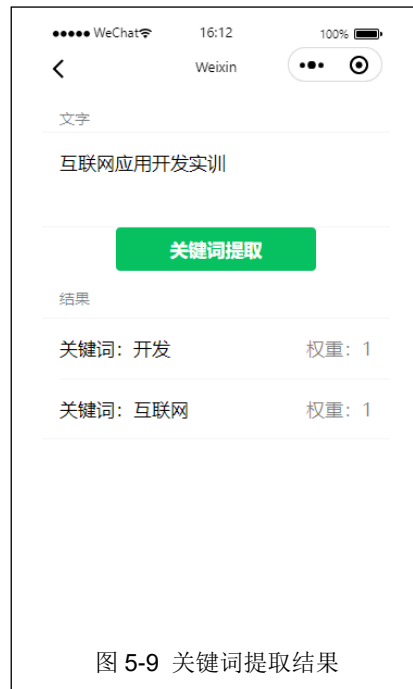 WeChat 16:12 100%
Weixin
文字
互联网应用开发实训
关键词提取
结果
关键词：开发 权重：1
关键词：互联网 权重：1
图 5-9 关键词提取结果